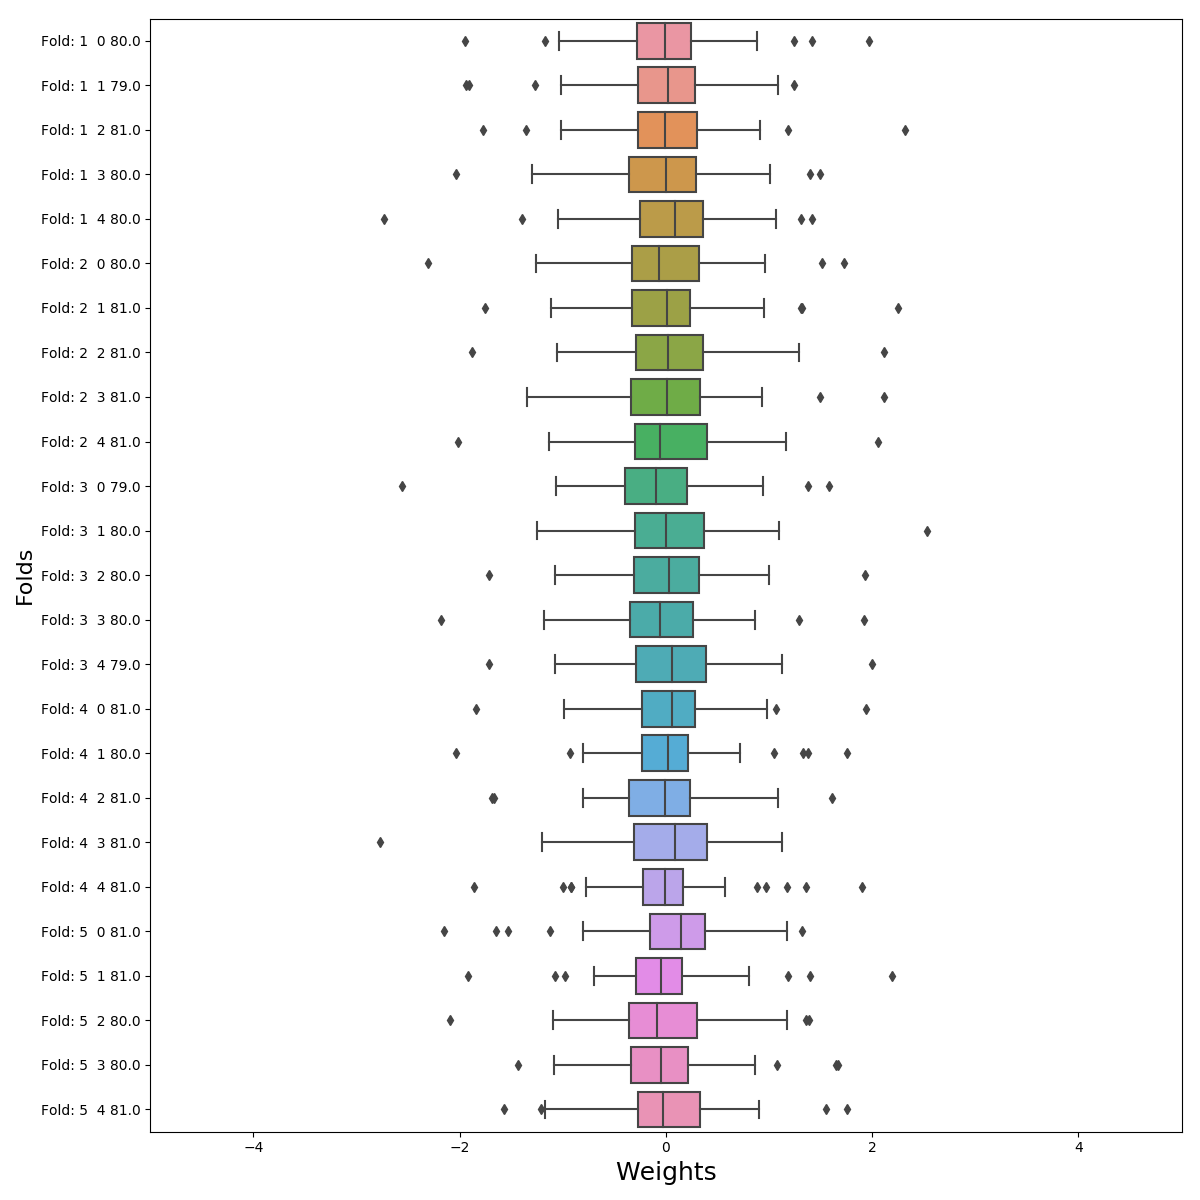 Fold: 1  0 80.0
Fold: 1  1 79.0
Fold: 1  2 81.0
Fold: 1  3 80.0
Fold: 1  4 80.0
Fold: 2  0 80.0
Fold: 2  1 81.0
Fold: 2  2 81.0
Fold: 2  3 81.0
Fold: 2  4 81.0
Fold: 3  0 79.0
Fold: 3  1 80.0
Fold: 3  2 80.0
Fold: 3  3 80.0
Fold: 3  4 79.0
Fold: 4  0 81.0
Fold: 4  1 80.0
Fold: 4  2 81.0
Fold: 4  3 81.0
Fold: 4  4 81.0
Fold: 5  0 81.0
Fold: 5  1 81.0
Fold: 5  2 80.0
Fold: 5  3 80.0
Fold: 5  4 81.0
Folds
−4 −2 0 2 4
Weights